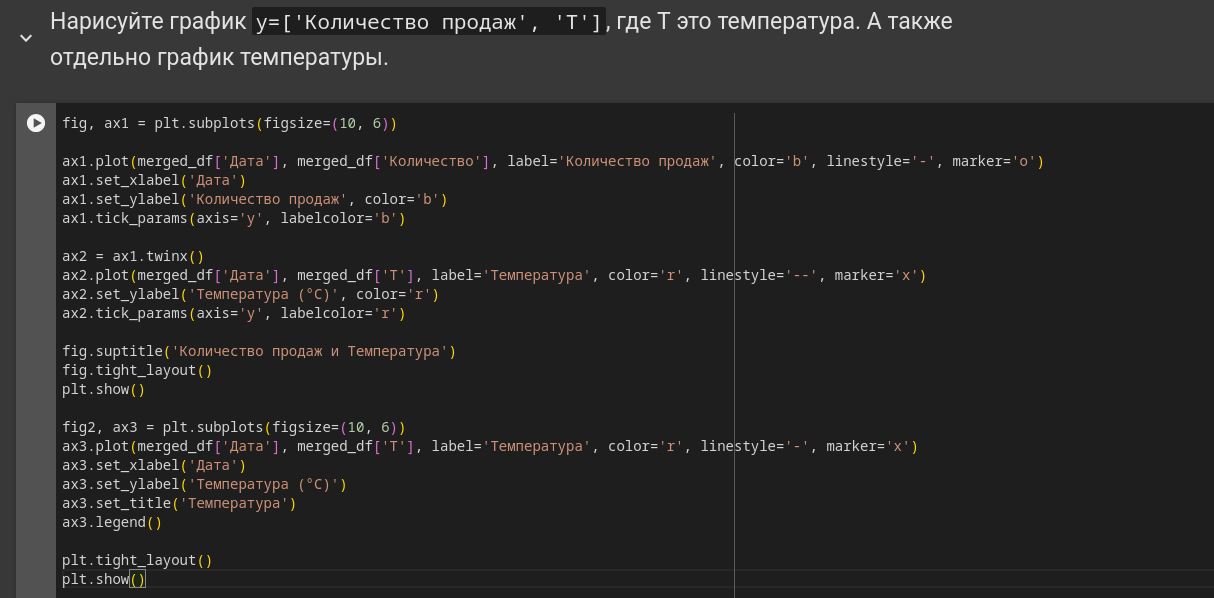 Нарисуйте график y=['Количество продаж', 'T'], где T это температура. А также
отдельно график температуры.
fig, ax1 = plt.subplots(figsize=(10, 6))
ax1.plot(merged_df['Дата'], merged_df['Количество'], label='Количество продаж', color='b', linestyle='-', marker='o')
ax1.set_xlabel('Дата')
ax1.set_ylabel('Количество продаж', color='b')
ax1.tick_params(axis='y', labelcolor='b')
ax2 = ax1.twinx()
ax2.plot(merged_df['Дата'], merged_df['T'], label='Температура', color='r', linestyle='--', marker='x')
ax2.set_ylabel('Температура (°C)', color='r')
ax2.tick_params(axis='y', labelcolor='r')
fig.suptitle('Количество продаж и Температура')
fig.tight_layout()
plt.show()
fig2, ax3 = plt.subplots(figsize=(10, 6))
ax3.plot(merged_df['Дата'], merged_df['T'], label='Температура', color='r', linestyle='-', marker='x')
ax3.set_xlabel('Дата')
ax3.set_ylabel('Температура (°C)')
ax3.set_title('Температура')
ax3.legend()
plt.tight_layout()
plt.show()